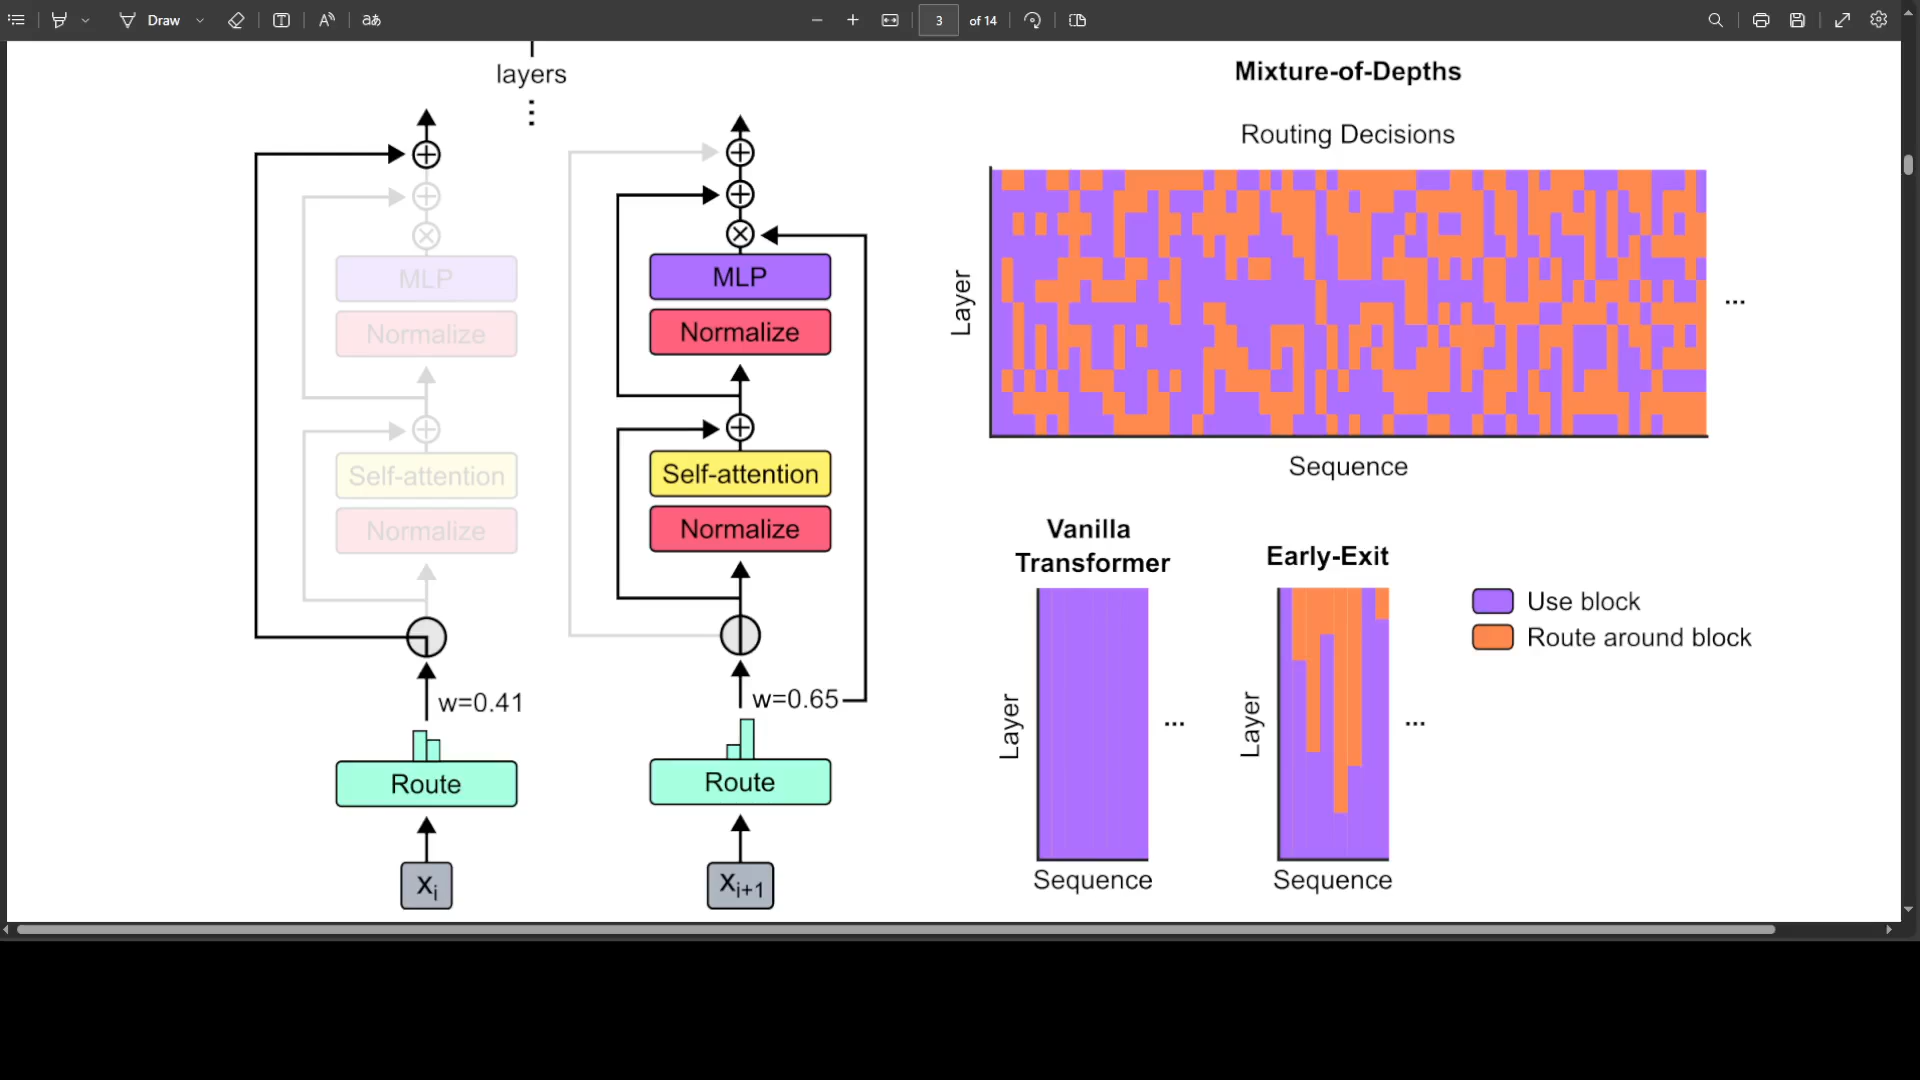 Draw
3 of 14
layers
MLP
Normalize
Self-attention
Normalize
w=0.41
Route
xi
MLP
Normalize
Self-attention
Normalize
w=0.65
Route
xi+1
Mixture-of-Depths
Routing Decisions
Layer
...
Sequence
Vanilla
Transformer
Layer
...
Sequence
Early-Exit
Layer
...
Sequence
Use block
Route around block